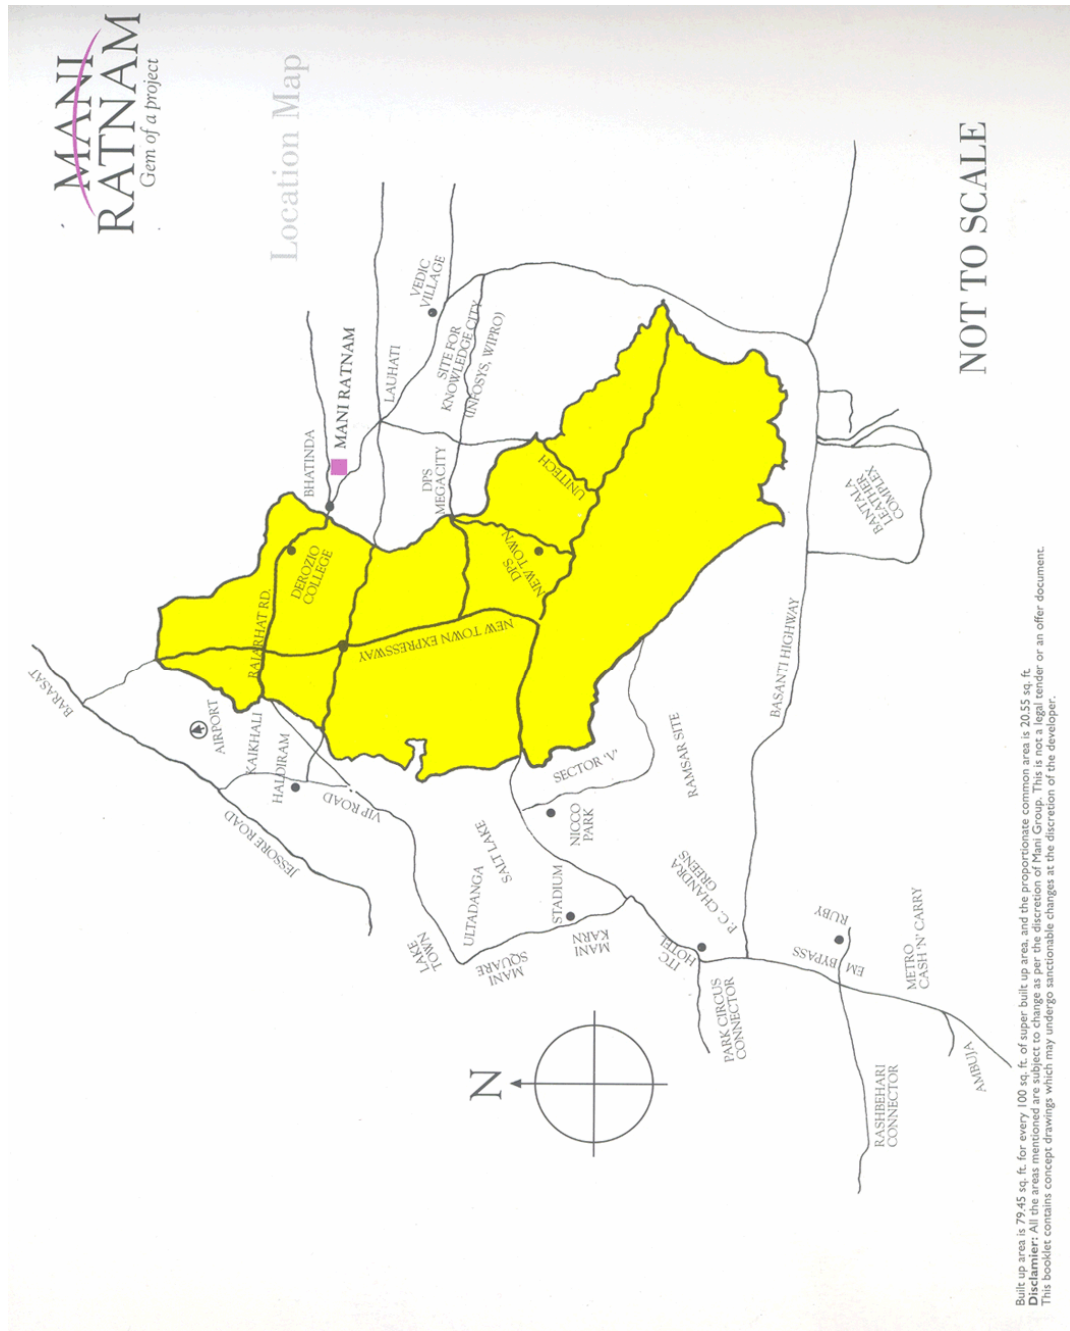 MANI
RATNAM
Gem of a project
Location Map
NOT TO SCALE
BARASAT
AIRPORT
KAIKHALI
HALDIRAM
VIP ROAD
JESSORE ROAD
RAJARHAT RD.
DEROZIO
COLLEGE
BHATINDA
MANI RATNAM
LAUHATI
VEDIC
VILLAGE
SITE FOR
KNOWLEDGE CITY
(INFOSYS, WIPRO)
DPS
MEGACITY
UNITECH
DPS
NEW TOWN
NEW TOWN EXPRESSWAY
BANTALA
LEATHER
COMPLEX
BASANTI HIGHWAY
RAMSAR SITE
SECTOR 'V'
NICCO
PARK
SALT LAKE
ULTADANGA
STADIUM
LAKE
TOWN
MANI
SQUARE
MANI
KARN
P.C. CHANDRA
GREENS
ITC
HOTEL
PARK CIRCUS
CONNECTOR
RUBY
EM BYPASS
METRO
CASH 'N' CARRY
AMBUJA
RASHBEHARI
CONNECTOR
N
Built up area is 79.45 sq. ft. for every 100 sq. ft. of super built up area, and the proportionate common area is 20.55 sq. ft
Disclamier: All the areas mentioned are subject to change as per the discretion of Mani Group. This is not a legal tender or an offer document.
This booklet contains concept drawings which may undergo sanctionable changes at the discretion of the developer.